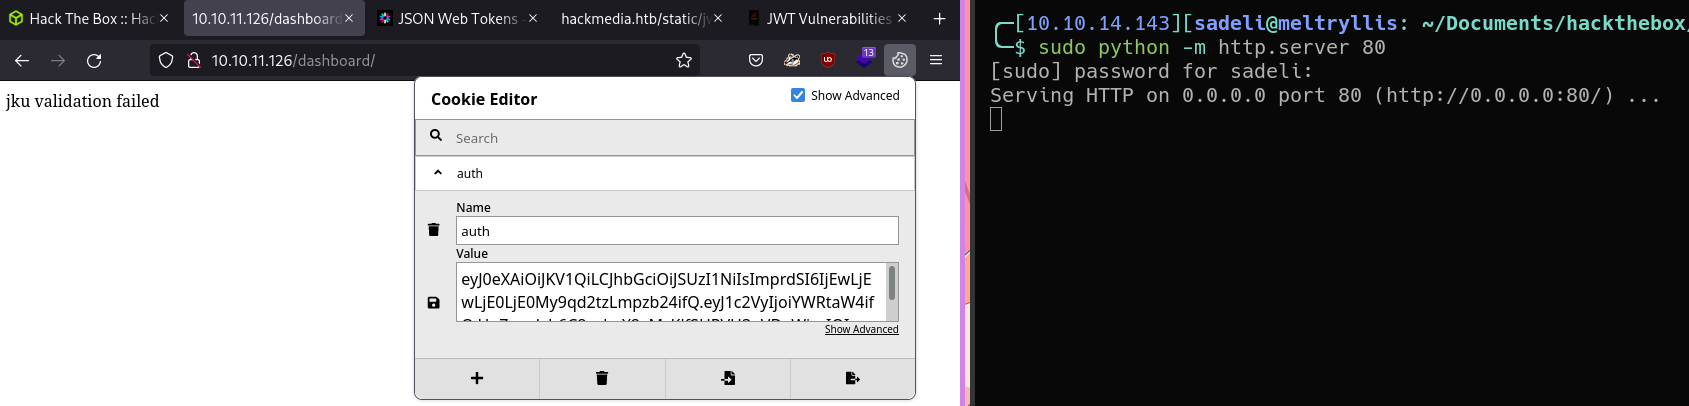 Hack The Box :: Hac
10.10.11.126/dashboard
JSON Web Tokens -
hackmedia.htb/static/jw
JWT Vulnerabilities
10.10.11.126/dashboard/
13
jku validation failed
Cookie Editor
Show Advanced
Search
auth
Name
auth
Value
eyJ0eXAiOiJKV1QiLCJhbGciOiJSUzI1NiIsImprdSI6IjEwLjE
wLjE0LjE0My9qd2tzLmpzb24ifQ.eyJ1c2VyIjoiYWRtaW4if
Show Advanced
[10.10.14.143][sadeli@meltryllis: ~/Documents/hackthebox/
$ sudo python -m http.server 80
[sudo] password for sadeli:
Serving HTTP on 0.0.0.0 port 80 (http://0.0.0.0:80/) ...